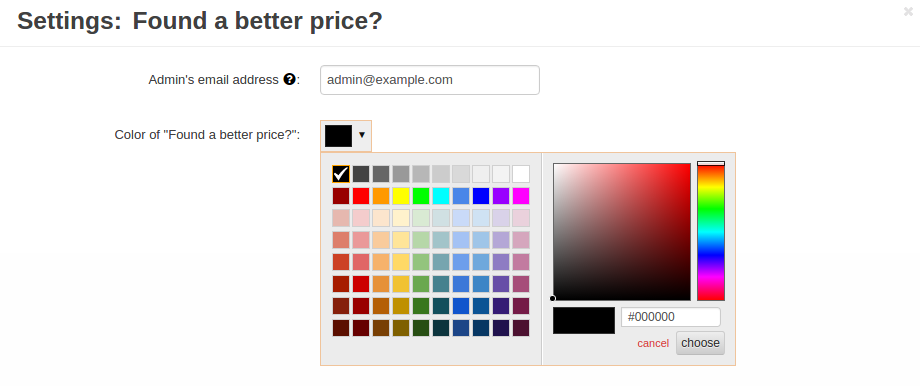 Settings: Found a better price?
Admin's email address ?:
admin@example.com
Color of "Found a better price?":
#000000
cancel
choose